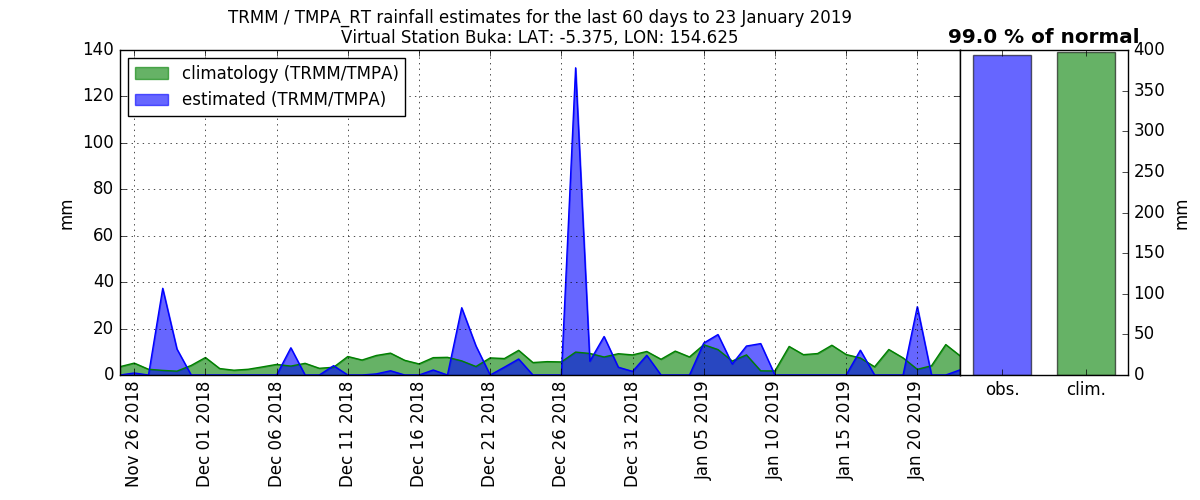 TRMM / TMPA_RT rainfall estimates for the last 60 days to 23 January 2019
Virtual Station Buka: LAT: -5.375, LON: 154.625
99.0 % of normal
climatology (TRMM/TMPA)
estimated (TRMM/TMPA)
mm
140
120
100
80
60
40
20
0
Nov 26 2018
Dec 01 2018
Dec 06 2018
Dec 11 2018
Dec 16 2018
Dec 21 2018
Dec 26 2018
Dec 31 2018
Jan 05 2019
Jan 10 2019
Jan 15 2019
Jan 20 2019
obs.
clim.
400
350
300
250
200
150
100
50
0
mm